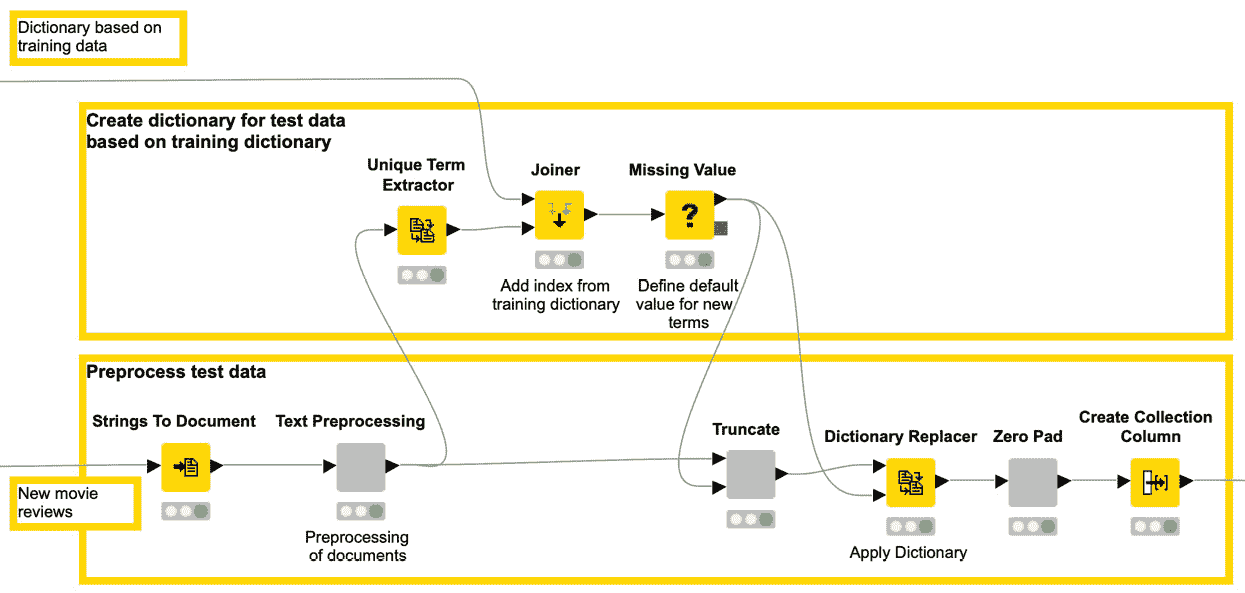 Dictionary based on
training data
Create dictionary for test data
based on training dictionary
Unique Term
Extractor
Joiner
Missing Value
?
Add index from
training dictionary
Define default
value for new
terms
Preprocess test data
Strings To Document
Text Preprocessing
Truncate
Dictionary Replacer
Zero Pad
Create Collection
Column
New movie
reviews
Preprocessing
of documents
Apply Dictionary